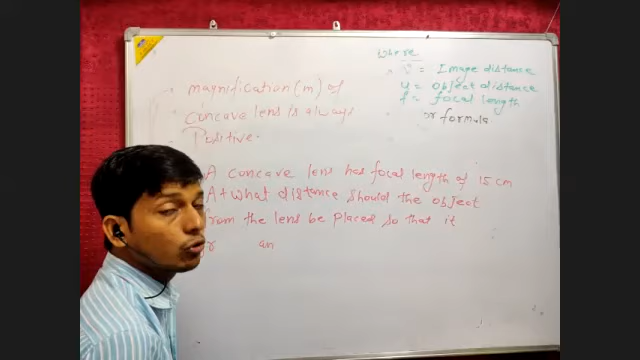 magnification (m) of
concave lens is always
Positive.
where
v = Image distance
u = object distance
f = focal length
or formula
A concave lens has focal length of 15 cm
At what distance should the object
from the lens be placed so that it
an